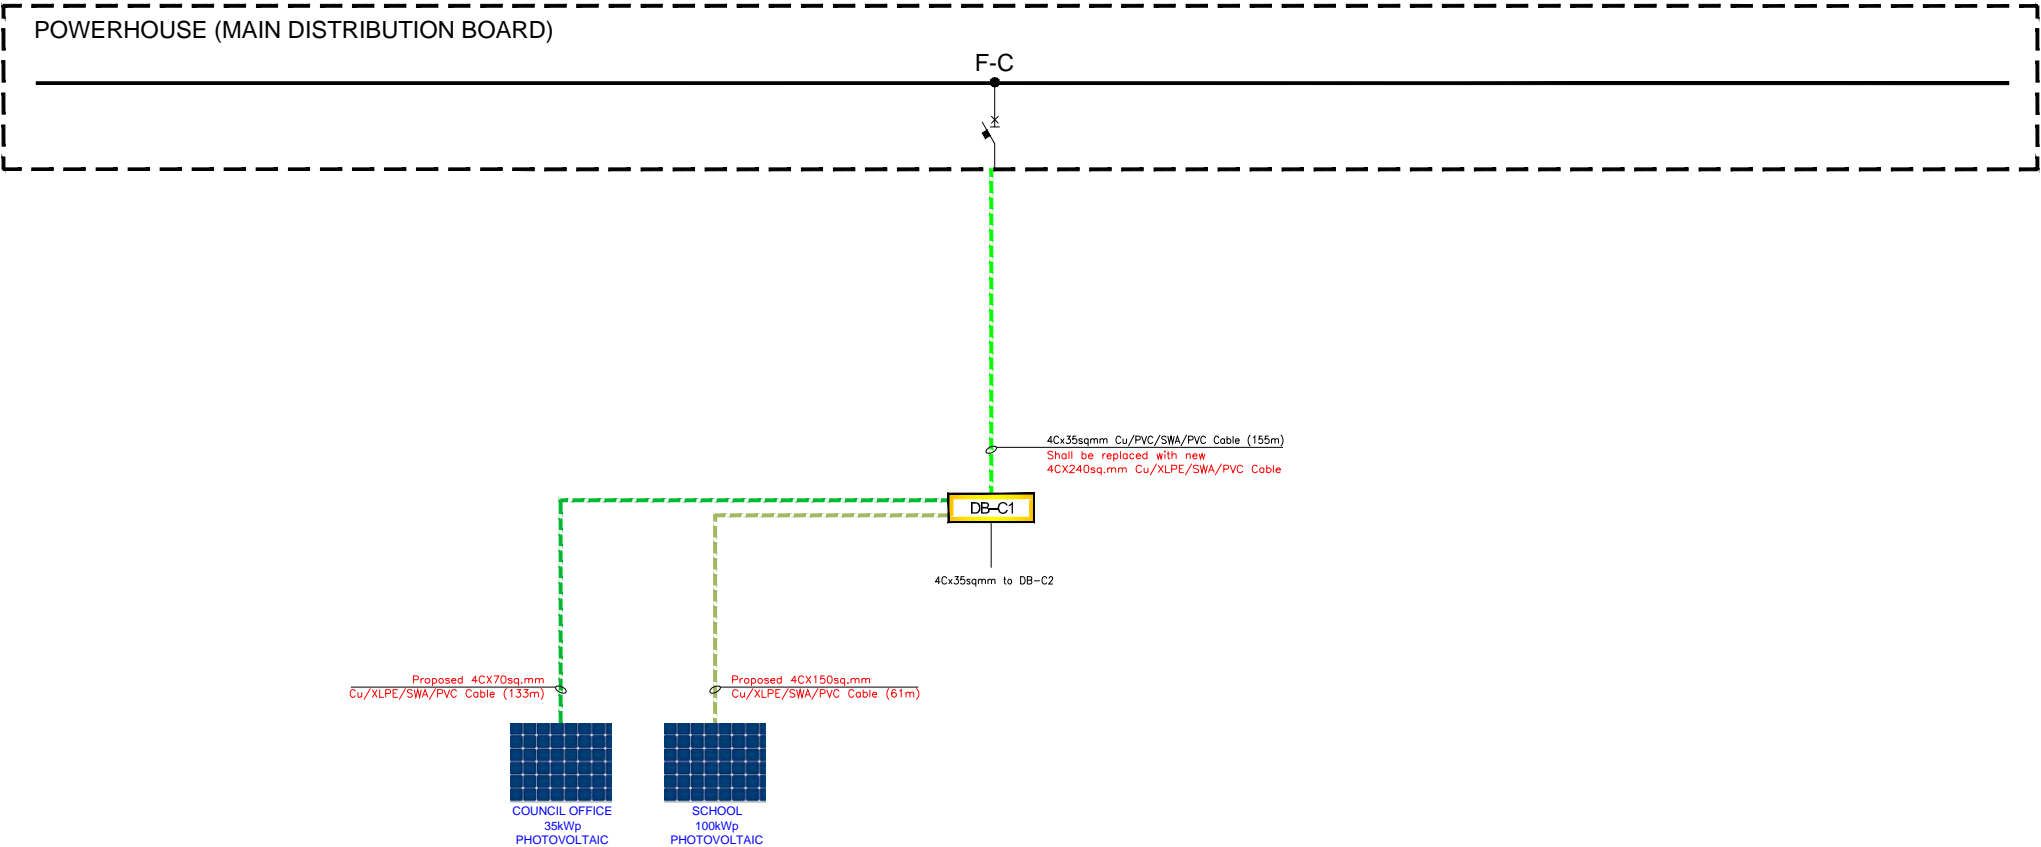 POWERHOUSE (MAIN DISTRIBUTION BOARD)
F-C
4Cx35sqmm Cu/PVC/SWA/PVC Cable (155m)
Shall be replaced with new
4CX240sq.mm Cu/XLPE/SWA/PVC Cable
DB-C1
4Cx35sqmm to DB-C2
Proposed 4CX70sq.mm
Cu/XLPE/SWA/PVC Cable (133m)
Proposed 4CX150sq.mm
Cu/XLPE/SWA/PVC Cable (61m)
COUNCIL OFFICE
35kWp
PHOTOVOLTAIC
SCHOOL
100kWp
PHOTOVOLTAIC